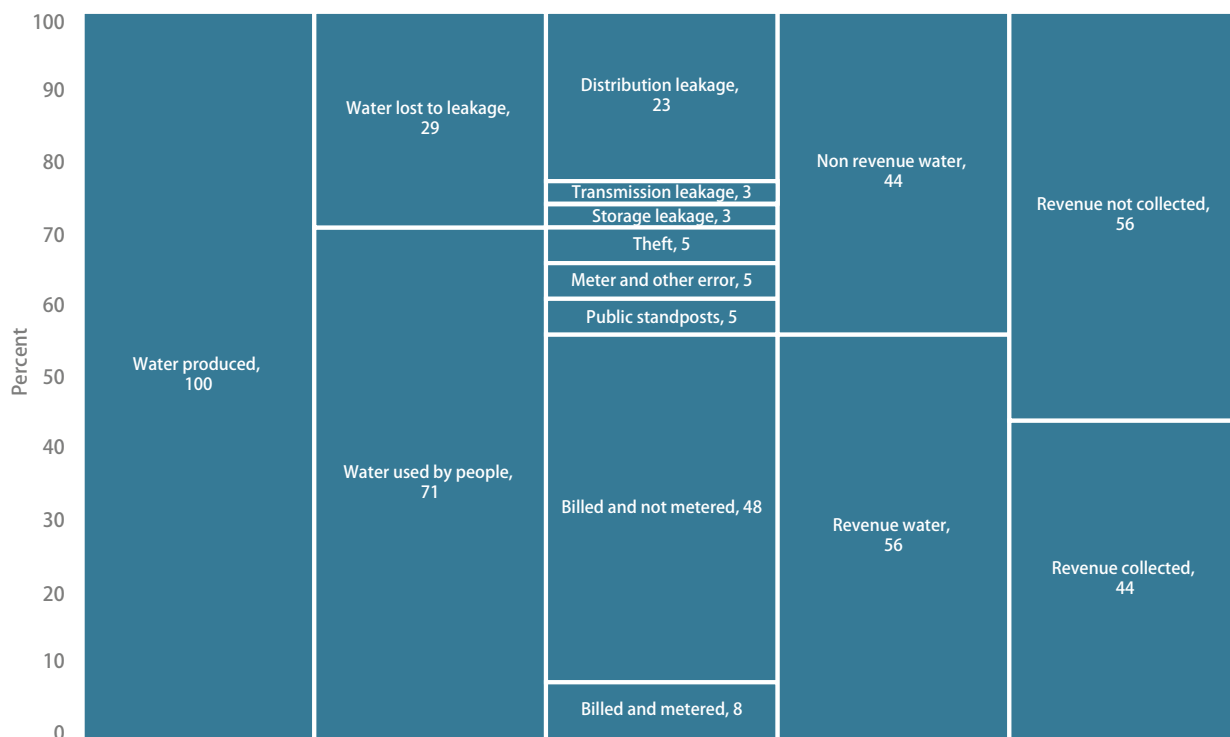 Percent
100
90
80
70
60
50
40
30
20
10
0
Water produced,
100
Water lost to leakage,
29
Water used by people,
71
Distribution leakage,
23
Transmission leakage, 3
Storage leakage, 3
Theft, 5
Meter and other error, 5
Public standposts, 5
Billed and not metered, 48
Billed and metered, 8
Non revenue water,
44
Revenue water,
56
Revenue not collected,
56
Revenue collected,
44